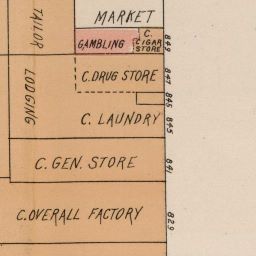 MARKET
TAILOR
GAMBLING
C.
CIGAR
STORE
849
C. DRUG STORE
847
LODGING
845
C. LAUNDRY
845
C. GEN. STORE
841
C. OVERALL FACTORY
829